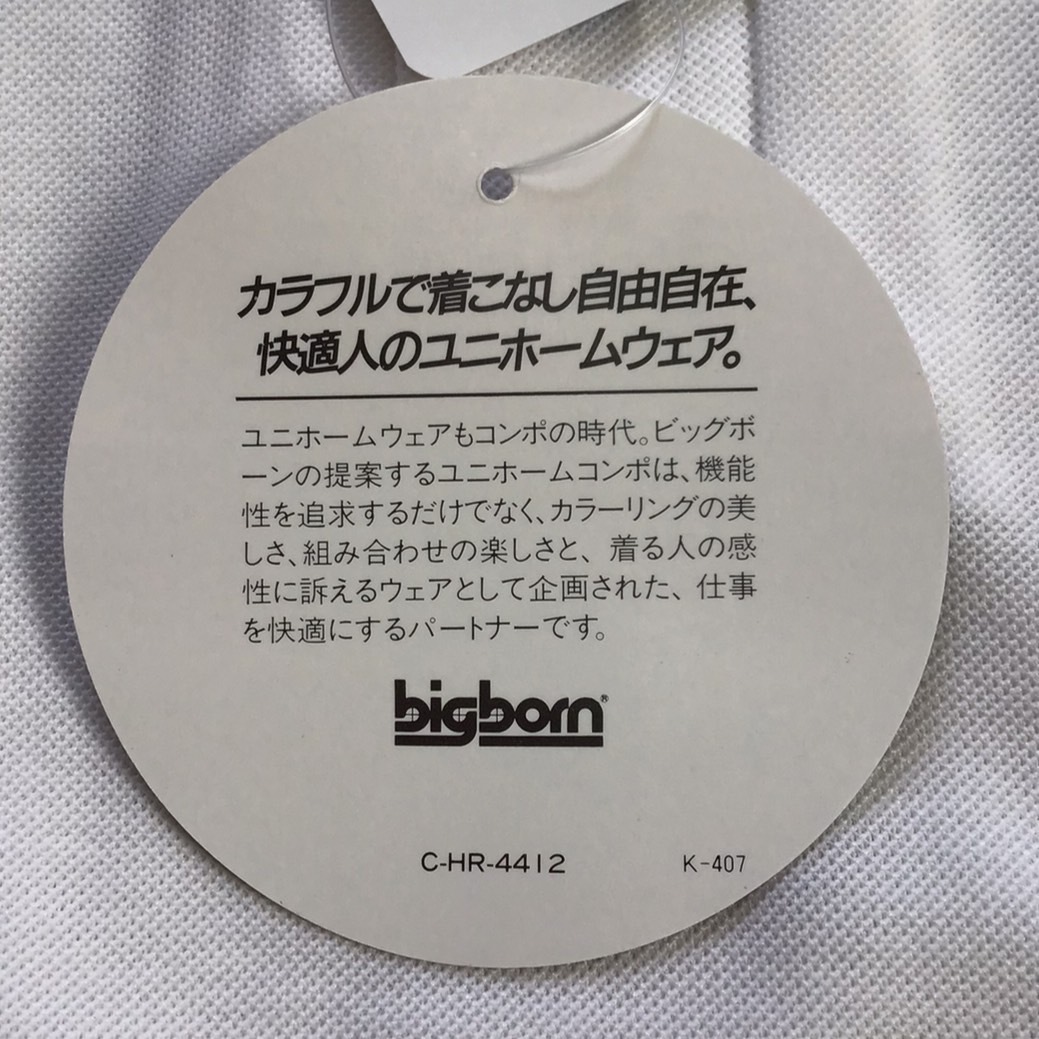 カラフルで着こなし自由自在、
快適人のユニホームウェア。
ユニホームウェアもコンポの時代。ビッグボ
ーンの提案するユニホームコンポは、機能
性を追求するだけでなく、カラーリングの美
しさ、組み合わせの楽しさと、着る人の感
性に訴えるウェアとして企画された、仕事
を快適にするパートナーです。
bigborn®
C-HR-4412 K-407